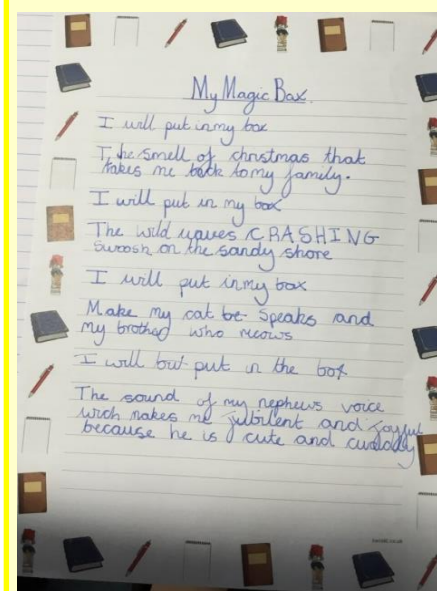 My Magic Box.
I will put in my box
The smell of christmas that
takes me back to my family.
I will put in my box
The wild waves CRASHING
Swoosh on the sandy shore
I will put in my box
Make my cat be Speaks and
my brother who meows
I will but put in the box
The sound of my nephews voice
wich makes me jubilent and joyful
because he is cute and cuddly